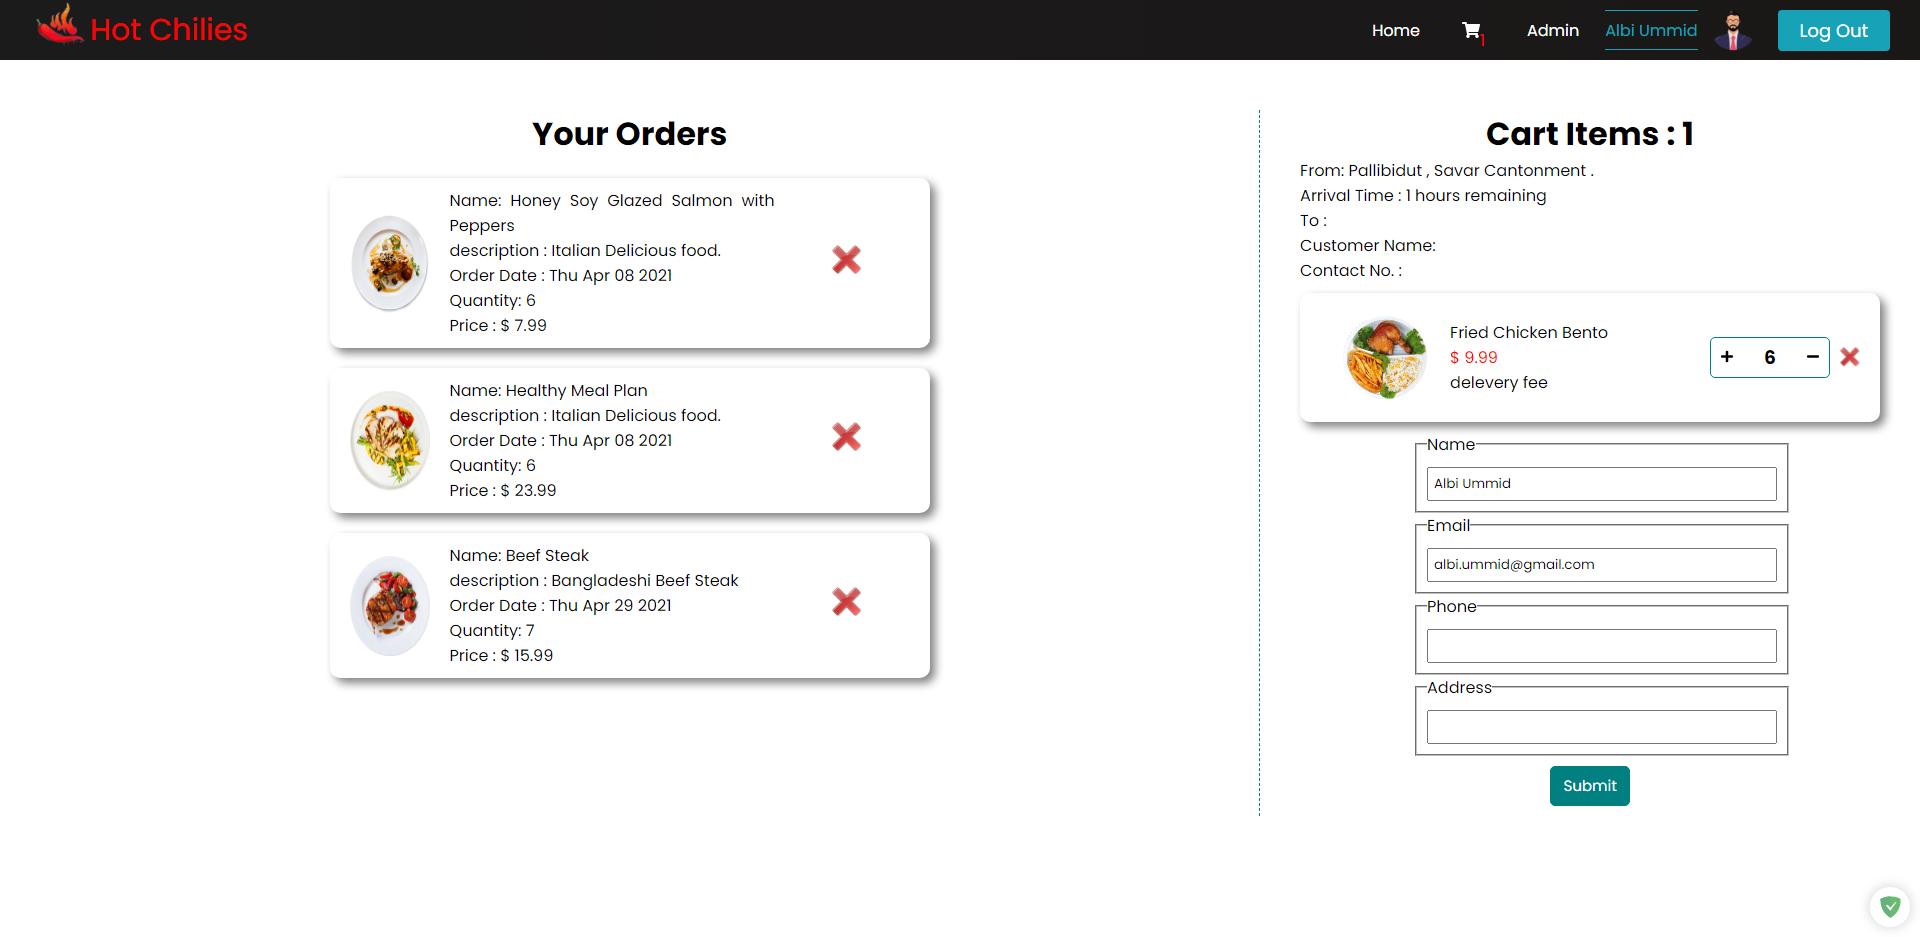 Hot Chilies
Home
1
Admin
Albi Ummid
Log Out
Your Orders
Name: Honey Soy Glazed Salmon with
Peppers
description : Italian Delicious food.
Order Date : Thu Apr 08 2021
Quantity: 6
Price : $ 7.99
Name: Healthy Meal Plan
description : Italian Delicious food.
Order Date : Thu Apr 08 2021
Quantity: 6
Price : $ 23.99
Name: Beef Steak
description : Bangladeshi Beef Steak
Order Date : Thu Apr 29 2021
Quantity: 7
Price : $ 15.99
Cart Items : 1
From: Pallibidut , Savar Cantonment .
Arrival Time : 1 hours remaining
To :
Customer Name:
Contact No. :
Fried Chicken Bento
$ 9.99
delevery fee
+ 6 −
Name
Albi Ummid
Email
albi.ummid@gmail.com
Phone
Address
Submit